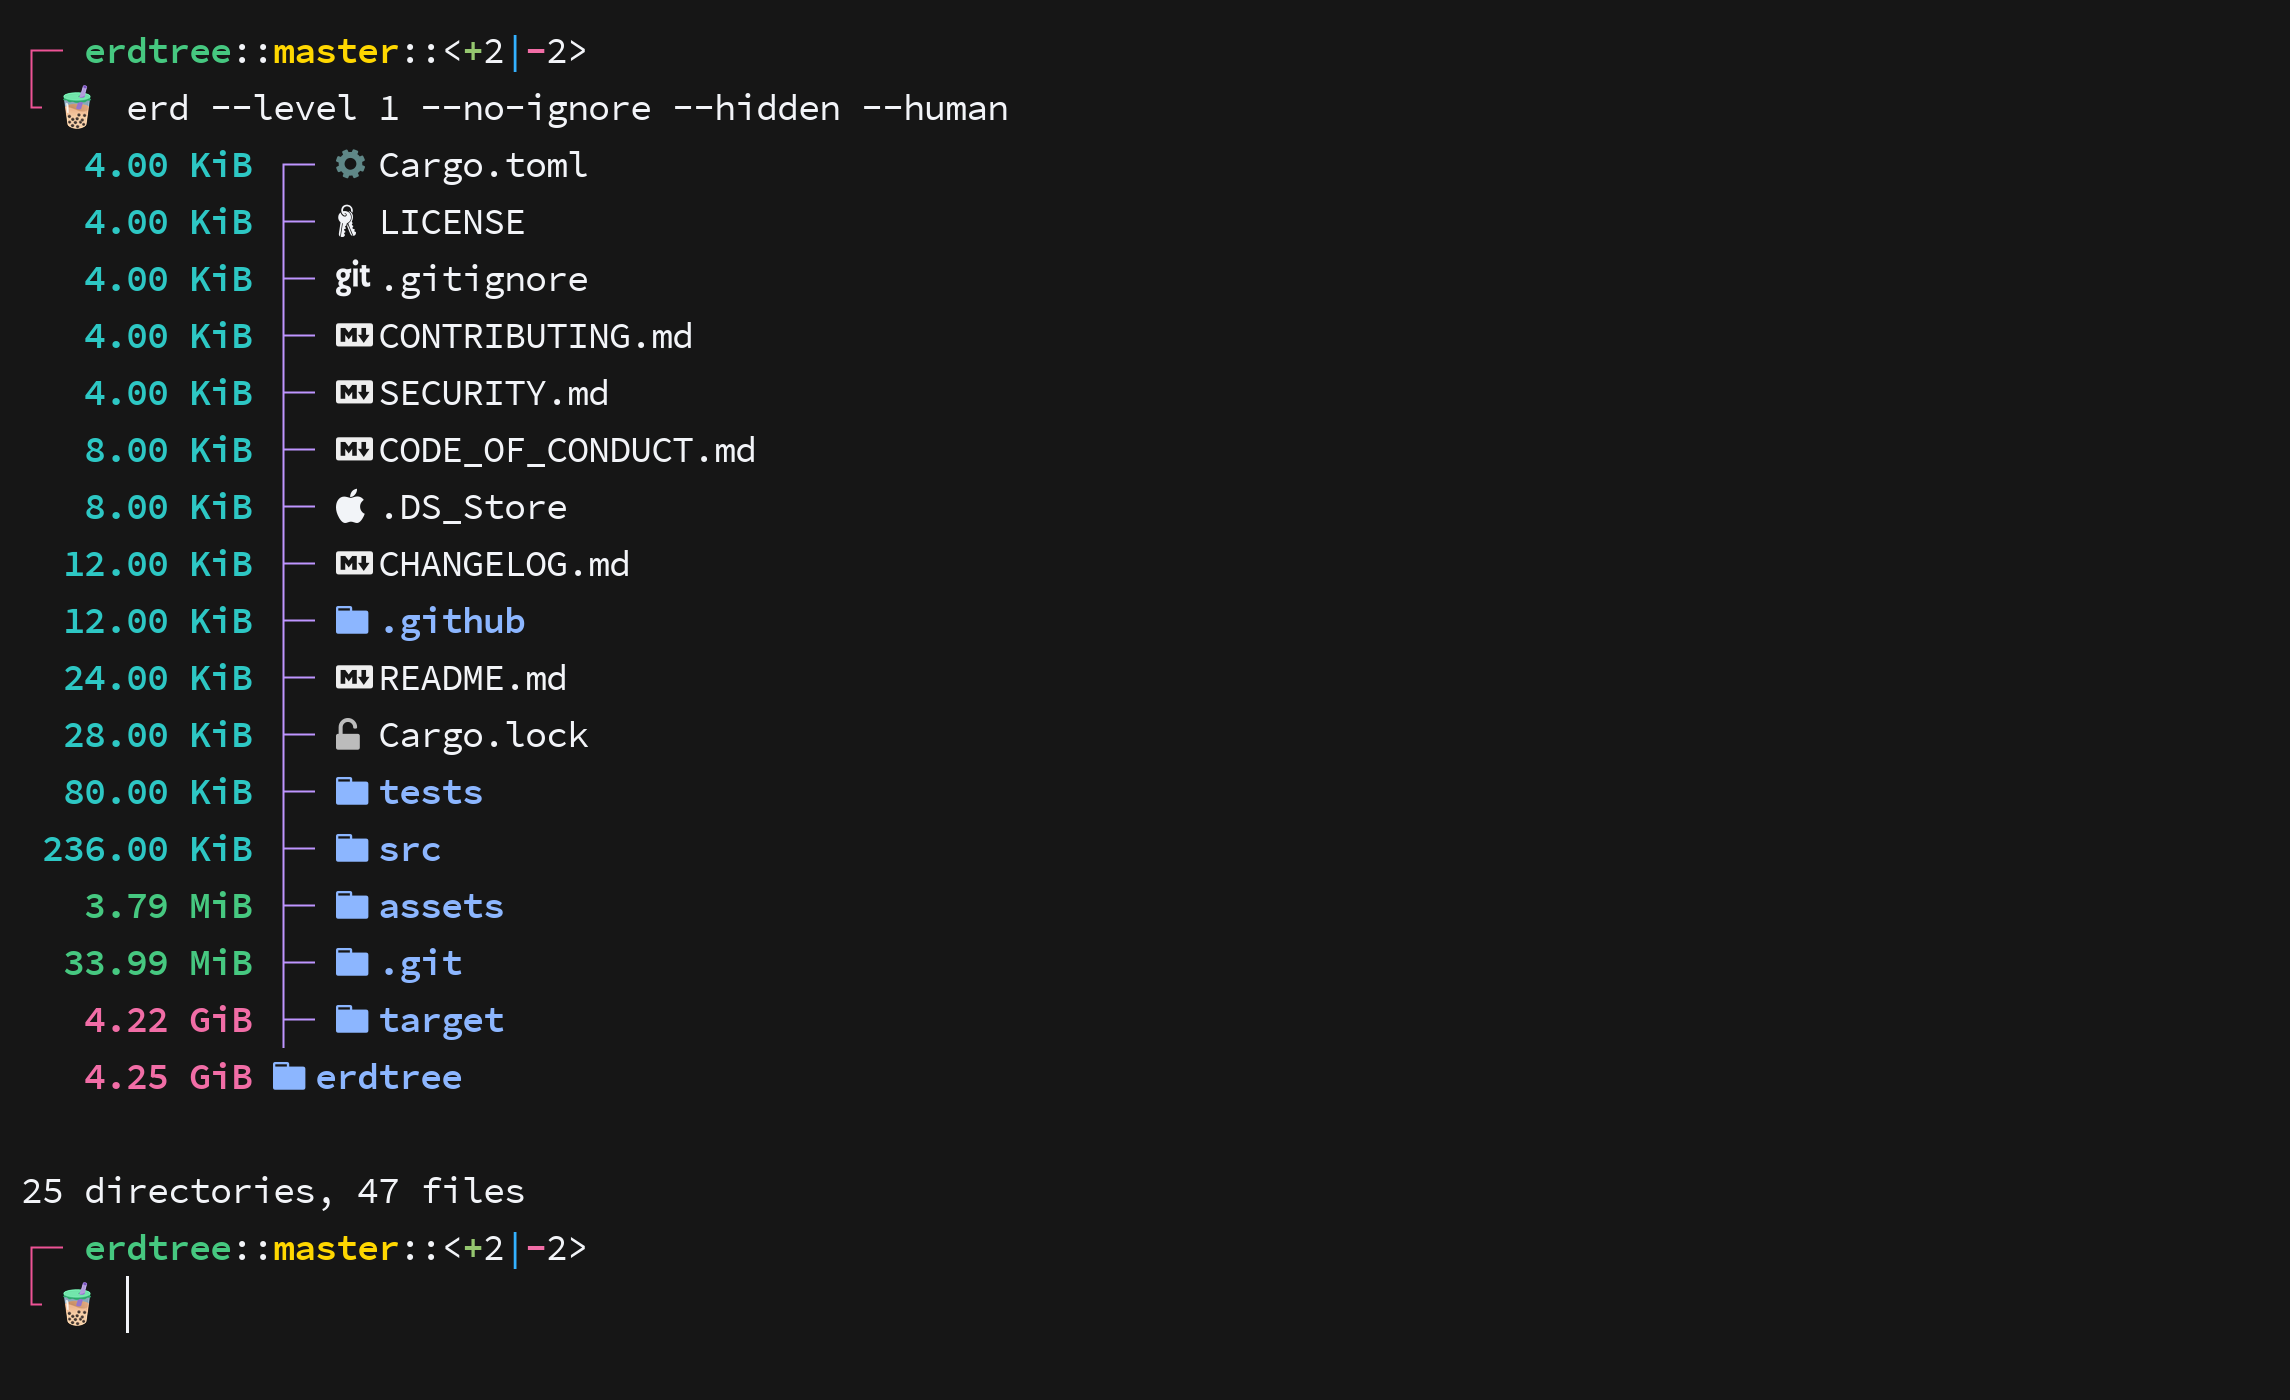 erdtree::master::<+2|-2>
erd --level 1 --no-ignore --hidden --human
4.00 KiB Cargo.toml
4.00 KiB LICENSE
4.00 KiB git .gitignore
4.00 KiB M CONTRIBUTING.md
4.00 KiB M SECURITY.md
8.00 KiB M CODE_OF_CONDUCT.md
8.00 KiB .DS_Store
12.00 KiB M CHANGELOG.md
12.00 KiB .github
24.00 KiB M README.md
28.00 KiB Cargo.lock
80.00 KiB tests
236.00 KiB src
3.79 MiB assets
33.99 MiB .git
4.22 GiB target
4.25 GiB erdtree
25 directories, 47 files
erdtree::master::<+2|-2>